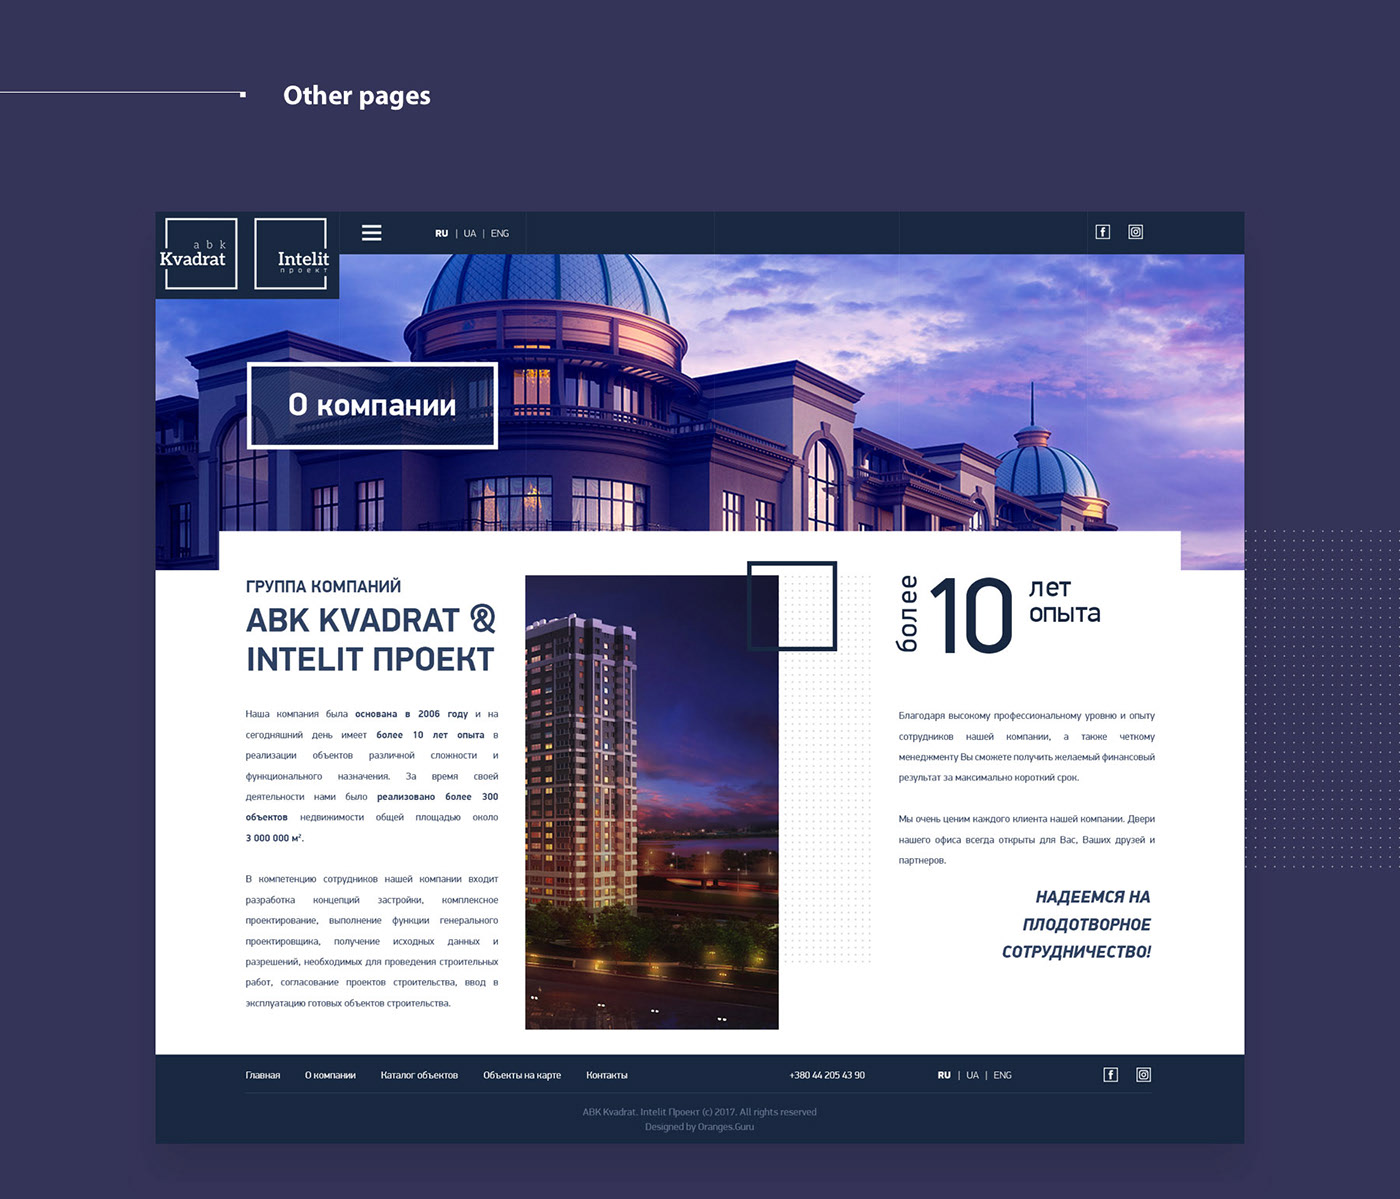 Other pages
abk
Kvadrat
Intelit
проект
RU | UA | ENG
О компании
ГРУППА КОМПАНИЙ
ABK KVADRAT &
INTELIT ПРОЕКТ
Наша компания была основана в 2006 году и на
сегодняшний день имеет более 10 лет опыта в
реализации объектов различной сложности и
функционального назначения. За время своей
деятельности нами было реализовано более 300
объектов недвижимости общей площадью около
3 000 000 м².
В компетенцию сотрудников нашей компании входит
разработка концепций застройки, комплексное
проектирование, выполнение функции генерального
проектировщика, получение исходных данных и
разрешений, необходимых для проведения строительных
работ, согласование проектов строительства, ввод в
эксплуатацию готовых объектов строительства.
более 10 лет
опыта
Благодаря высокому профессиональному уровню и опыту
сотрудников нашей компании, а также четкому
менеджменту Вы сможете получить желаемый финансовый
результат за максимально короткий срок.
Мы очень ценим каждого клиента нашей компании. Двери
нашего офиса всегда открыты для Вас, Ваших друзей и
партнеров.
НАДЕЕМСЯ НА
ПЛОДОТВОРНОЕ
СОТРУДНИЧЕСТВО!
Главная О компании Каталог объектов Объекты на карте Контакты +380 44 205 43 90 RU | UA | ENG
ABK Kvadrat. Intelit Проект (c) 2017. All rights reserved
Designed by Oranges.Guru